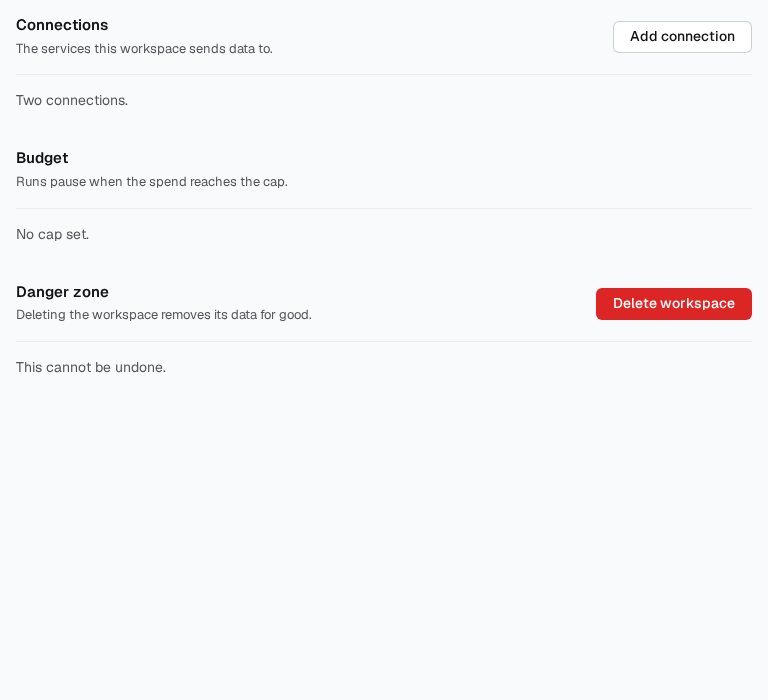 Connections
The services this workspace sends data to.
Add connection
Two connections.
Budget
Runs pause when the spend reaches the cap.
No cap set.
Danger zone
Deleting the workspace removes its data for good.
Delete workspace
This cannot be undone.